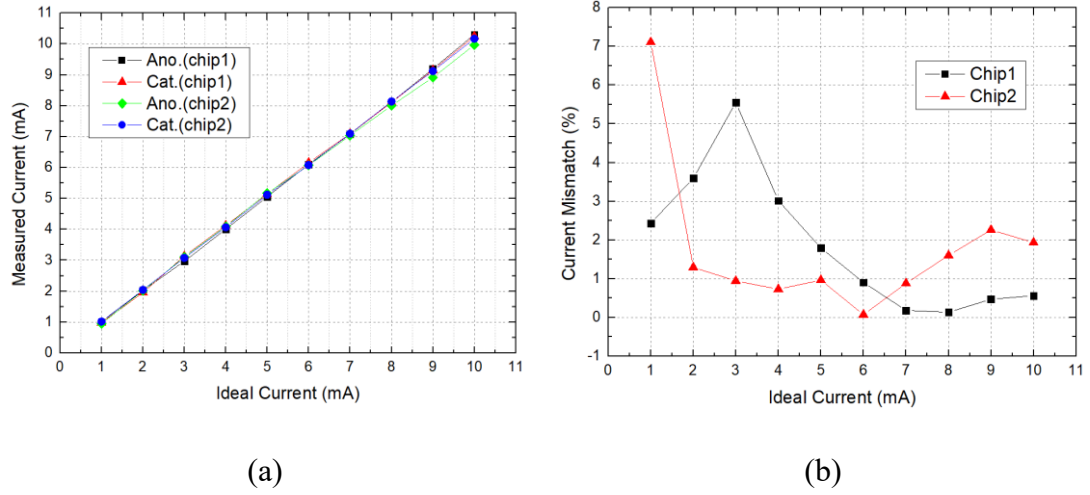 11
10
9
8
7
6
5
4
3
2
1
0
Measured Current (mA)
Ano.(chip1)
Cat.(chip1)
Ano.(chip2)
Cat.(chip2)
0 1 2 3 4 5 6 7 8 9 10 11
Ideal Current (mA)
(a)
8
7
6
5
4
3
2
1
0
-1
Current Mismatch (%)
Chip1
Chip2
0 1 2 3 4 5 6 7 8 9 10 11
Ideal Current (mA)
(b)